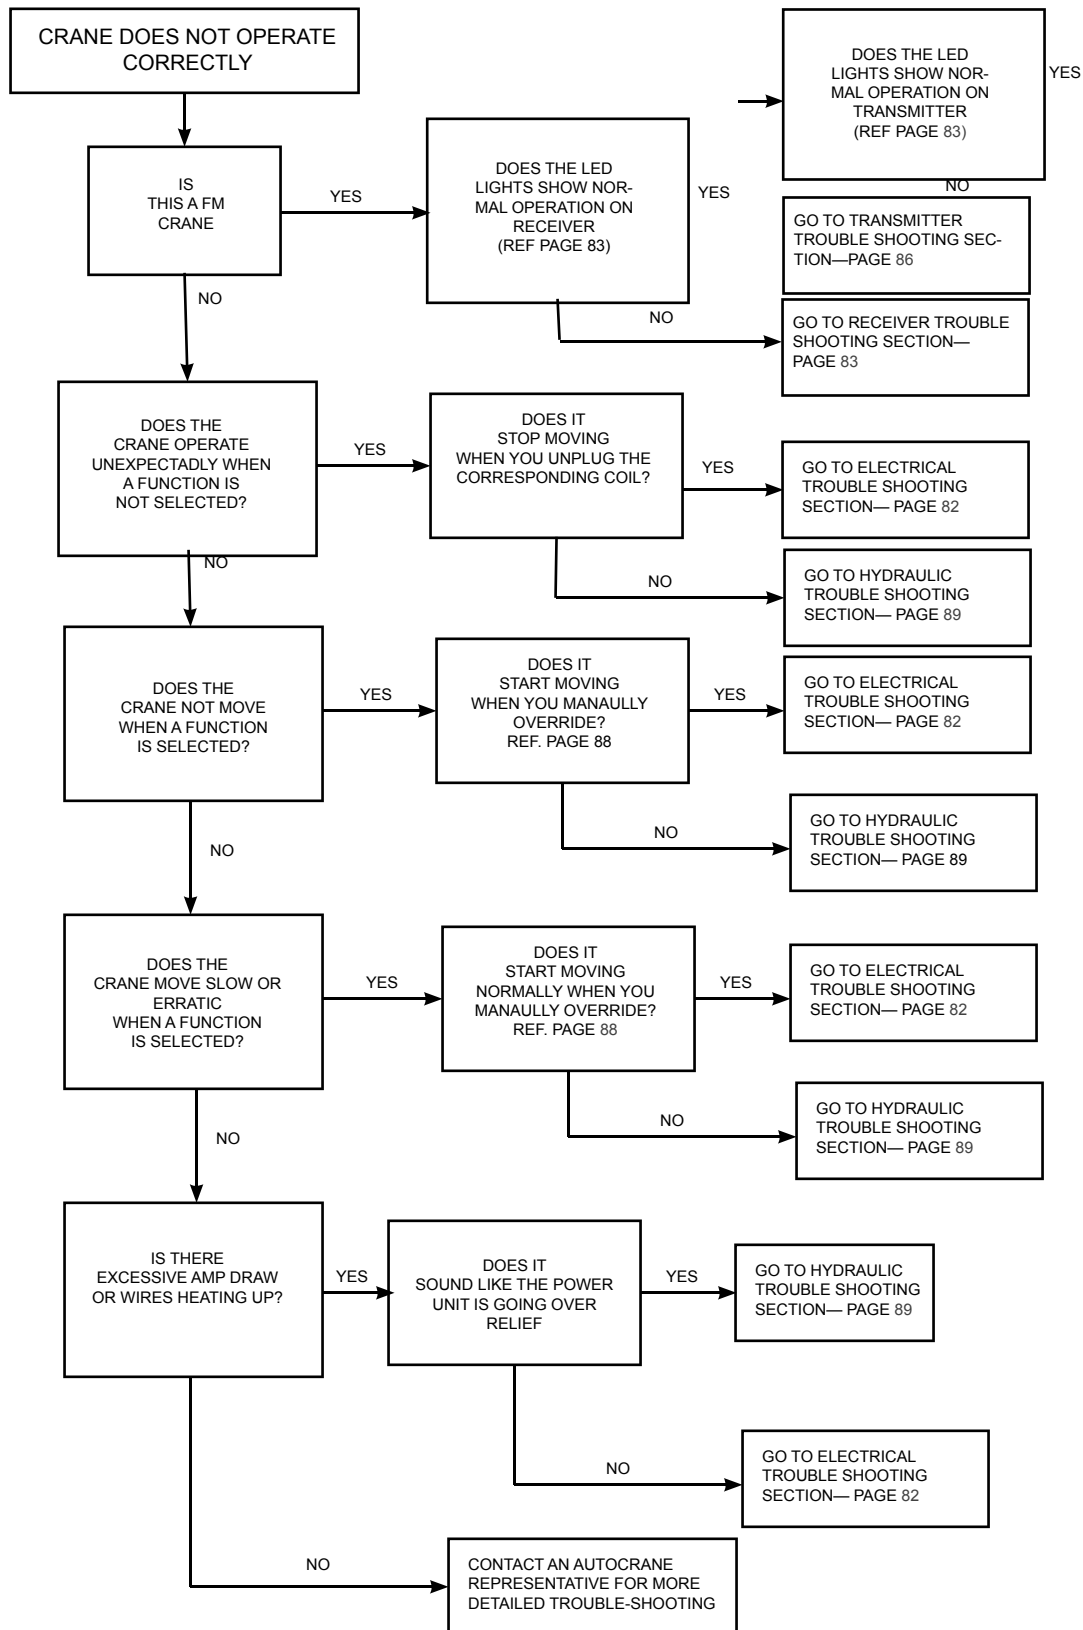 CRANE DOES NOT OPERATE
CORRECTLY
DOES THE LED
LIGHTS SHOW NOR-
MAL OPERATION ON
TRANSMITTER
(REF PAGE 83)
YES
NO
IS
THIS A FM
CRANE
YES
DOES THE LED
LIGHTS SHOW NOR-
MAL OPERATION ON
RECEIVER
(REF PAGE 83)
YES
GO TO TRANSMITTER
TROUBLE SHOOTING SEC-
TION—PAGE 86
NO
NO
GO TO RECEIVER TROUBLE
SHOOTING SECTION—
PAGE 83
DOES THE
CRANE OPERATE
UNEXPECTADLY WHEN
A FUNCTION IS
NOT SELECTED?
YES
DOES IT
STOP MOVING
WHEN YOU UNPLUG THE
CORRESPONDING COIL?
YES
GO TO ELECTRICAL
TROUBLE SHOOTING
SECTION— PAGE 82
NO
NO
GO TO HYDRAULIC
TROUBLE SHOOTING
SECTION— PAGE 89
DOES THE
CRANE NOT MOVE
WHEN A FUNCTION
IS SELECTED?
YES
DOES IT
START MOVING
WHEN YOU MANAULLY
OVERRIDE?
REF. PAGE 88
YES
GO TO ELECTRICAL
TROUBLE SHOOTING
SECTION— PAGE 82
NO
NO
GO TO HYDRAULIC
TROUBLE SHOOTING
SECTION— PAGE 89
DOES THE
CRANE MOVE SLOW OR
ERRATIC
WHEN A FUNCTION
IS SELECTED?
YES
DOES IT
START MOVING
NORMALLY WHEN YOU
MANAULLY OVERRIDE?
REF. PAGE 88
YES
GO TO ELECTRICAL
TROUBLE SHOOTING
SECTION— PAGE 82
NO
NO
GO TO HYDRAULIC
TROUBLE SHOOTING
SECTION— PAGE 89
IS THERE
EXCESSIVE AMP DRAW
OR WIRES HEATING UP?
YES
DOES IT
SOUND LIKE THE POWER
UNIT IS GOING OVER
RELIEF
YES
GO TO HYDRAULIC
TROUBLE SHOOTING
SECTION— PAGE 89
NO
GO TO ELECTRICAL
TROUBLE SHOOTING
SECTION— PAGE 82
NO
CONTACT AN AUTOCRANE
REPRESENTATIVE FOR MORE
DETAILED TROUBLE-SHOOTING